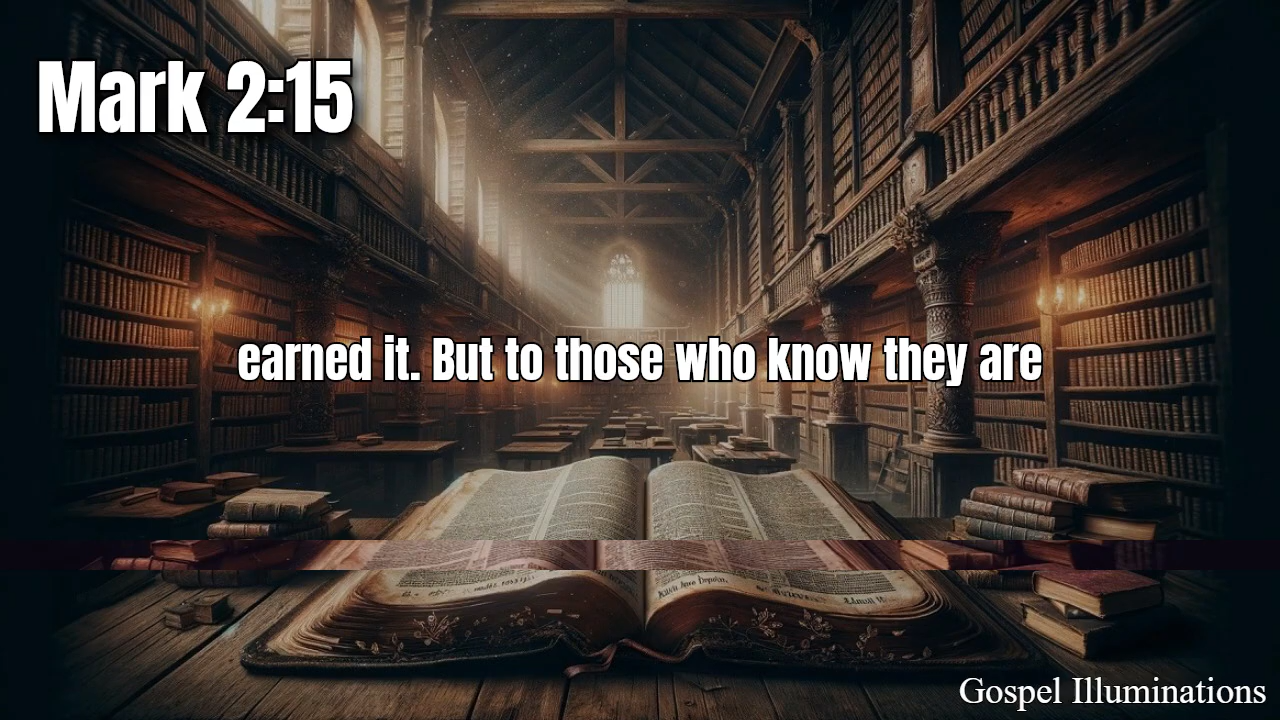 Mark 2:15
earned it. But to those who know they are
Gospel Illuminations